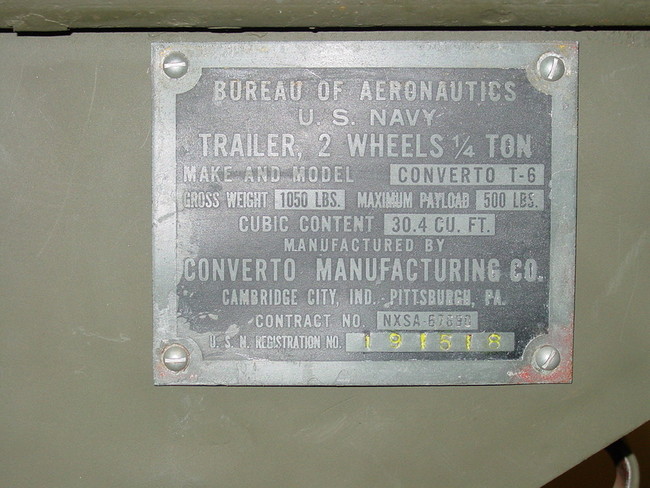 BUREAU OF AERONAUTICS
U. S. NAVY
TRAILER, 2 WHEELS 1/4 TON
MAKE AND MODEL CONVERTO T-6
GROSS WEIGHT 1050 LBS. MAXIMUM PAYLOAD 500 LBS.
CUBIC CONTENT 30.4 CU. FT.
MANUFACTURED BY
CONVERTO MANUFACTURING CO.
CAMBRIDGE CITY, IND. PITTSBURGH, PA.
CONTRACT NO.
U. S. N. REGISTRATION NO.